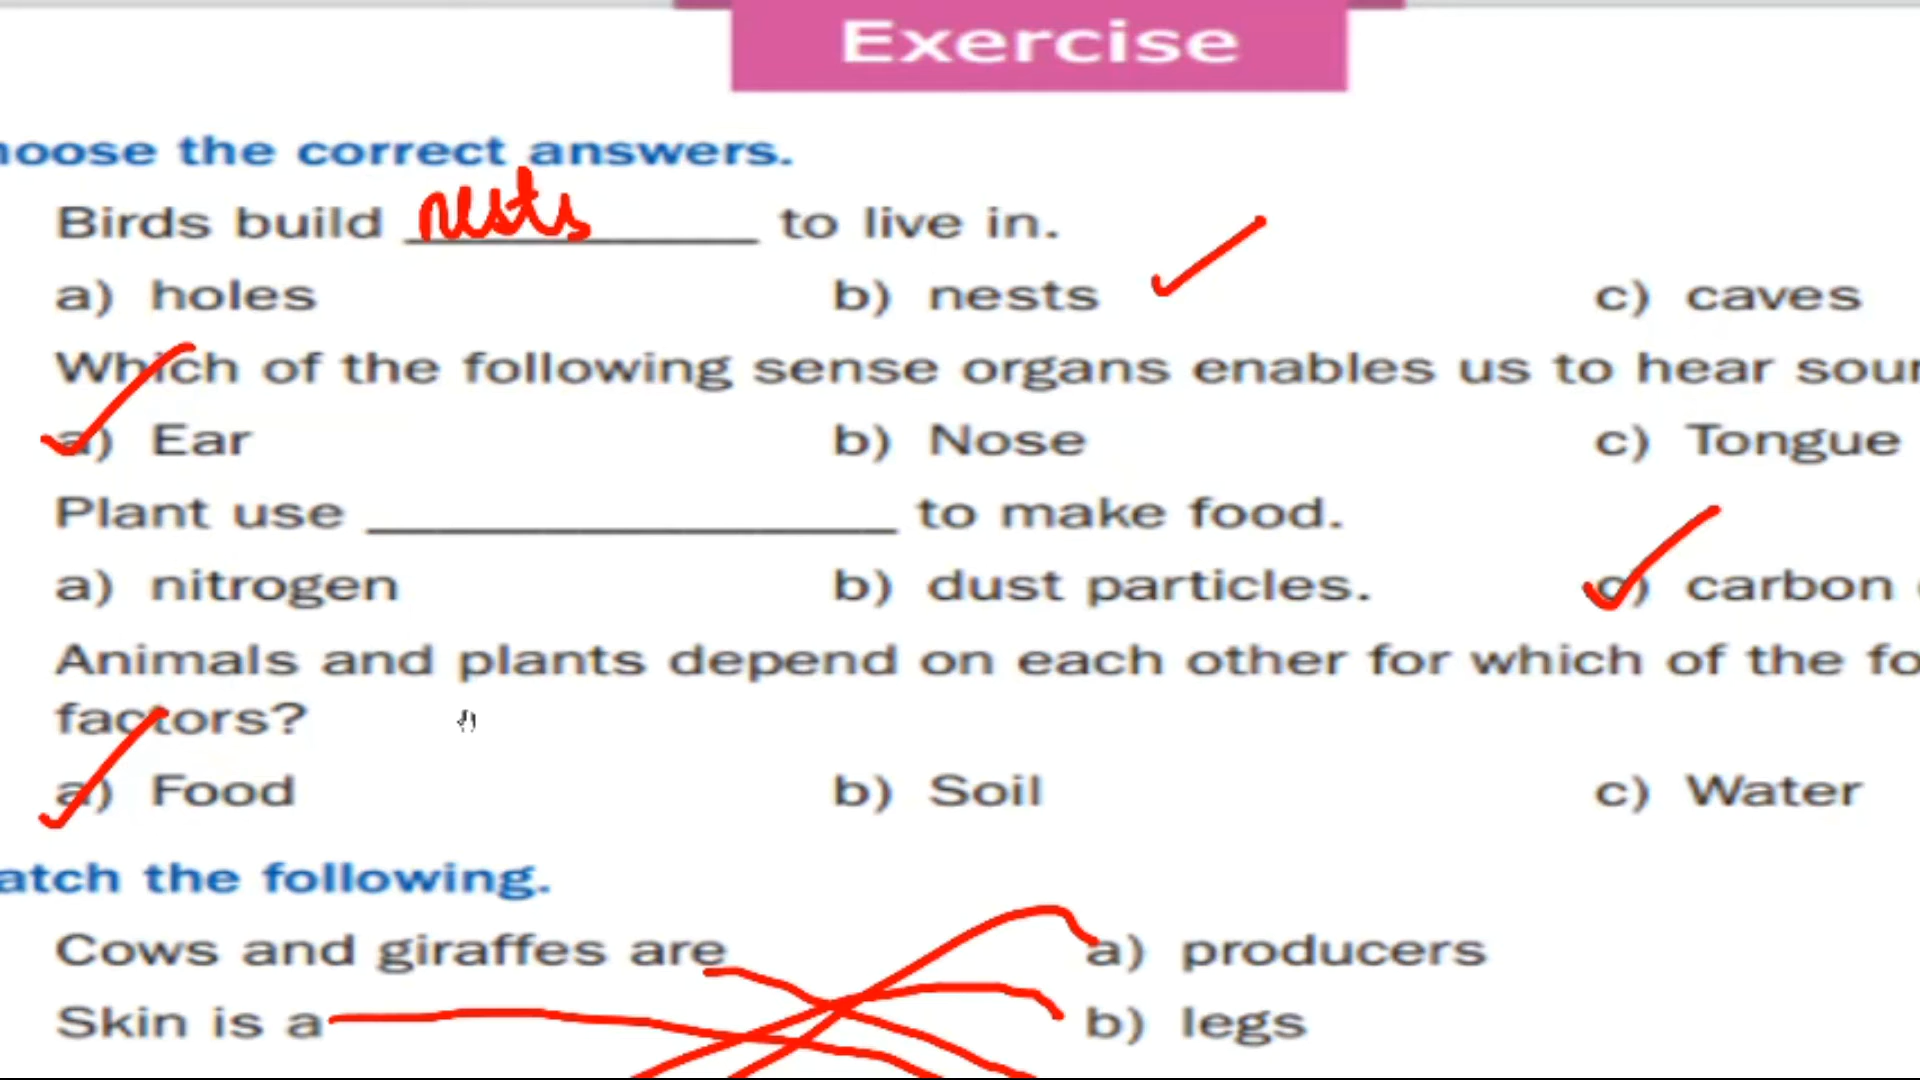 Exercise
hoose the correct answers.
Birds build nests to live in.
a) holes b) nests c) caves
Which of the following sense organs enables us to hear sour
a) Ear b) Nose c) Tongue
Plant use ____________ to make food.
a) nitrogen b) dust particles. c) carbon
Animals and plants depend on each other for which of the fo
factors?
a) Food b) Soil c) Water
atch the following.
Cows and giraffes are a) producers
Skin is a b) legs